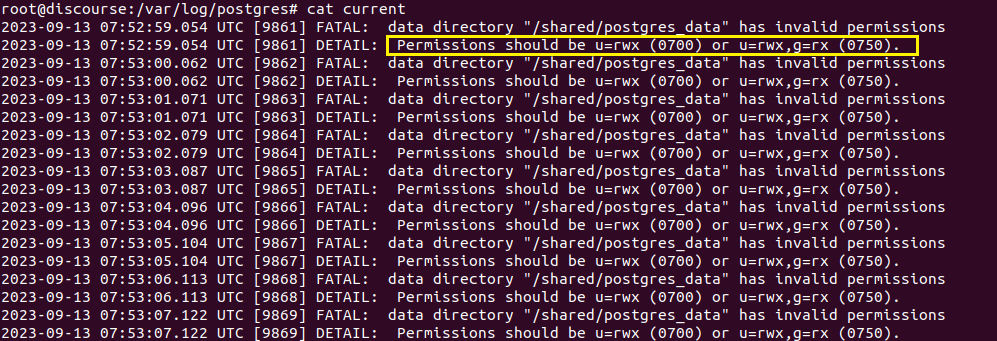 root@discourse:/var/log/postgres# cat current
2023-09-13 07:52:59.054 UTC [9861] FATAL:  data directory "/shared/postgres_data" has invalid permissions
2023-09-13 07:52:59.054 UTC [9861] DETAIL:  Permissions should be u=rwx (0700) or u=rwx,g=rx (0750).
2023-09-13 07:53:00.062 UTC [9862] FATAL:  data directory "/shared/postgres_data" has invalid permissions
2023-09-13 07:53:00.062 UTC [9862] DETAIL:  Permissions should be u=rwx (0700) or u=rwx,g=rx (0750).
2023-09-13 07:53:01.071 UTC [9863] FATAL:  data directory "/shared/postgres_data" has invalid permissions
2023-09-13 07:53:01.071 UTC [9863] DETAIL:  Permissions should be u=rwx (0700) or u=rwx,g=rx (0750).
2023-09-13 07:53:02.079 UTC [9864] FATAL:  data directory "/shared/postgres_data" has invalid permissions
2023-09-13 07:53:02.079 UTC [9864] DETAIL:  Permissions should be u=rwx (0700) or u=rwx,g=rx (0750).
2023-09-13 07:53:03.087 UTC [9865] FATAL:  data directory "/shared/postgres_data" has invalid permissions
2023-09-13 07:53:03.087 UTC [9865] DETAIL:  Permissions should be u=rwx (0700) or u=rwx,g=rx (0750).
2023-09-13 07:53:04.096 UTC [9866] FATAL:  data directory "/shared/postgres_data" has invalid permissions
2023-09-13 07:53:04.096 UTC [9866] DETAIL:  Permissions should be u=rwx (0700) or u=rwx,g=rx (0750).
2023-09-13 07:53:05.104 UTC [9867] FATAL:  data directory "/shared/postgres_data" has invalid permissions
2023-09-13 07:53:05.104 UTC [9867] DETAIL:  Permissions should be u=rwx (0700) or u=rwx,g=rx (0750).
2023-09-13 07:53:06.113 UTC [9868] FATAL:  data directory "/shared/postgres_data" has invalid permissions
2023-09-13 07:53:06.113 UTC [9868] DETAIL:  Permissions should be u=rwx (0700) or u=rwx,g=rx (0750).
2023-09-13 07:53:07.122 UTC [9869] FATAL:  data directory "/shared/postgres_data" has invalid permissions
2023-09-13 07:53:07.122 UTC [9869] DETAIL:  Permissions should be u=rwx (0700) or u=rwx,g=rx (0750).